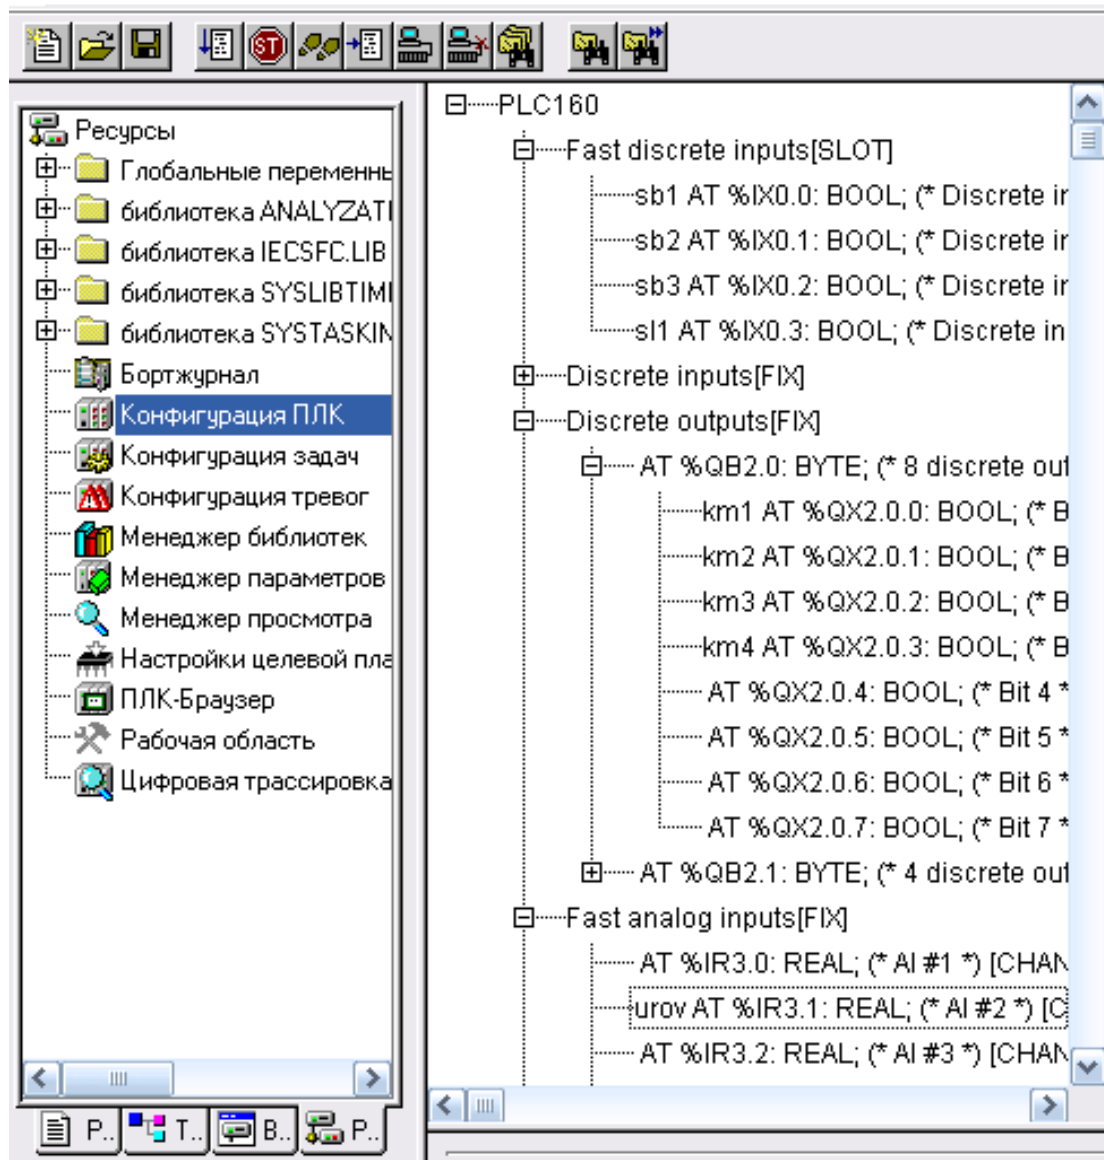 ST
Ресурсы
Глобальные переменнь
библиотека ANALYZATI
библиотека IECSFC.LIB
библиотека SYSLIBTIMI
библиотека SYSTASKIN
Бортжурнал
Конфигурация ПЛК
Конфигурация задач
Конфигурация тревог
Менеджер библиотек
Менеджер параметров
Менеджер просмотра
Настройки целевой пла
ПЛК-Браузер
Рабочая область
Цифровая трассировка
Р..
Т..
В..
Р..
PLC160
Fast discrete inputs[SLOT]
sb1 AT %IX0.0: BOOL; (* Discrete in
sb2 AT %IX0.1: BOOL; (* Discrete in
sb3 AT %IX0.2: BOOL; (* Discrete in
sl1 AT %IX0.3: BOOL; (* Discrete in
Discrete inputs[FIX]
Discrete outputs[FIX]
AT %QB2.0: BYTE; (* 8 discrete out
km1 AT %QX2.0.0: BOOL; (* B
km2 AT %QX2.0.1: BOOL; (* B
km3 AT %QX2.0.2: BOOL; (* B
km4 AT %QX2.0.3: BOOL; (* B
AT %QX2.0.4: BOOL; (* Bit 4 *
AT %QX2.0.5: BOOL; (* Bit 5 *
AT %QX2.0.6: BOOL; (* Bit 6 *
AT %QX2.0.7: BOOL; (* Bit 7 *
AT %QB2.1: BYTE; (* 4 discrete out
Fast analog inputs[FIX]
AT %IR3.0: REAL; (* AI #1 *) [CHAN
urov AT %IR3.1: REAL; (* AI #2 *) [C
AT %IR3.2: REAL; (* AI #3 *) [CHAN